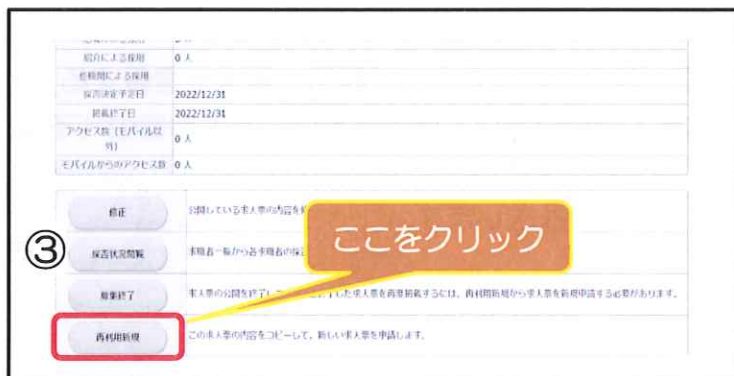 紹介による採用 0 人
他機関による採用
採否決定予定日 2022/12/31
掲載終了日 2022/12/31
アクセス数 (モバイル以外) 0 人
モバイルからのアクセス数 0 人
修正 公開している求人票の内容を修
③
採否状況閲覧 求職者一覧から各求職者の採否
ここをクリック
募集終了 求人票の公開を終了し した求人票を再度掲載するには、再利用新規から求人票を新規申請する必要があります。
再利用新規 この求人票の内容をコピーして、新しい求人票を申請します。